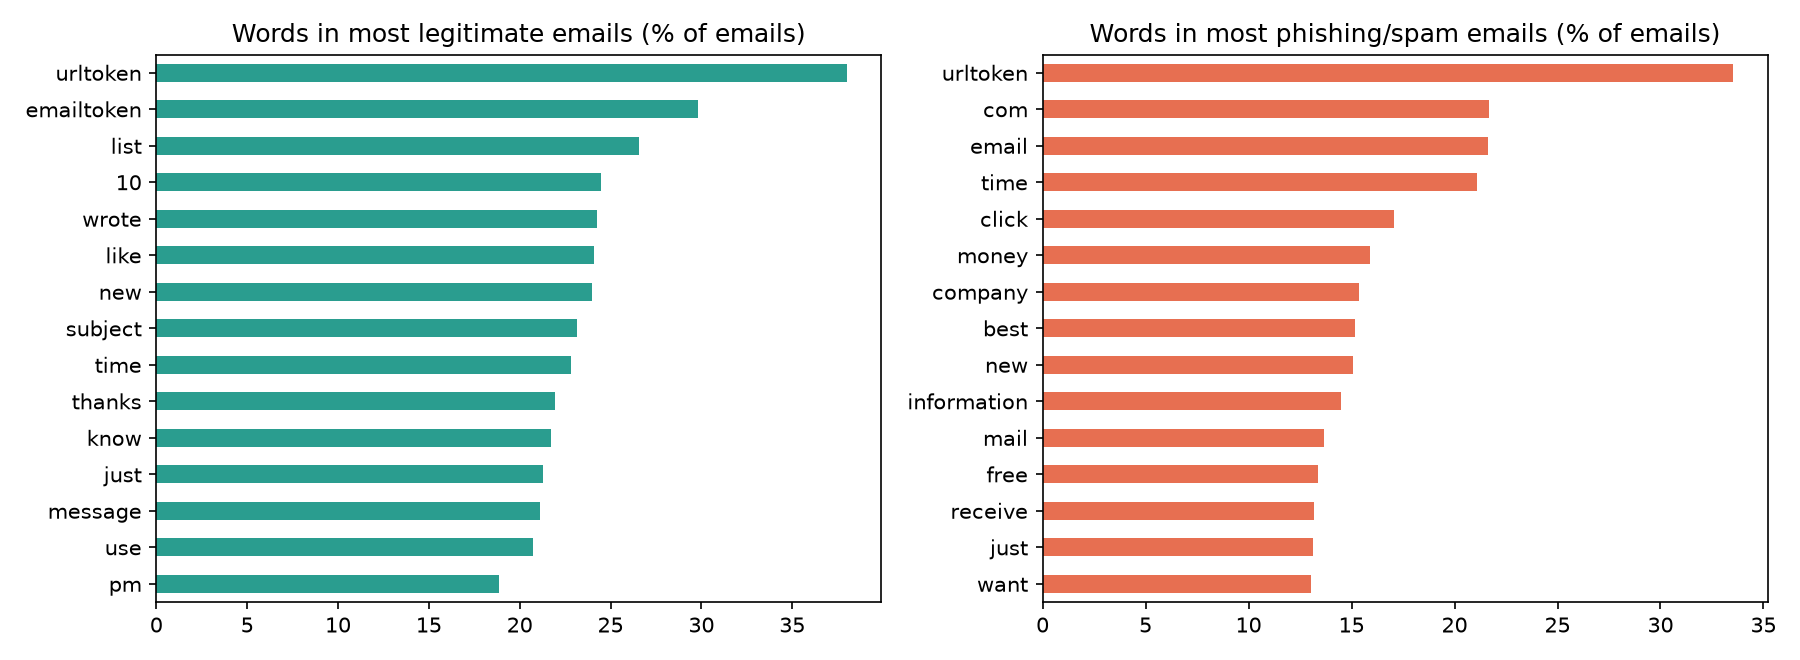 Words in most legitimate emails (% of emails)
urltoken
emailtoken
list
10
wrote
like
new
subject
time
thanks
know
just
message
use
pm
0 5 10 15 20 25 30 35
Words in most phishing/spam emails (% of emails)
urltoken
com
email
time
click
money
company
best
new
information
mail
free
receive
just
want
0 5 10 15 20 25 30 35